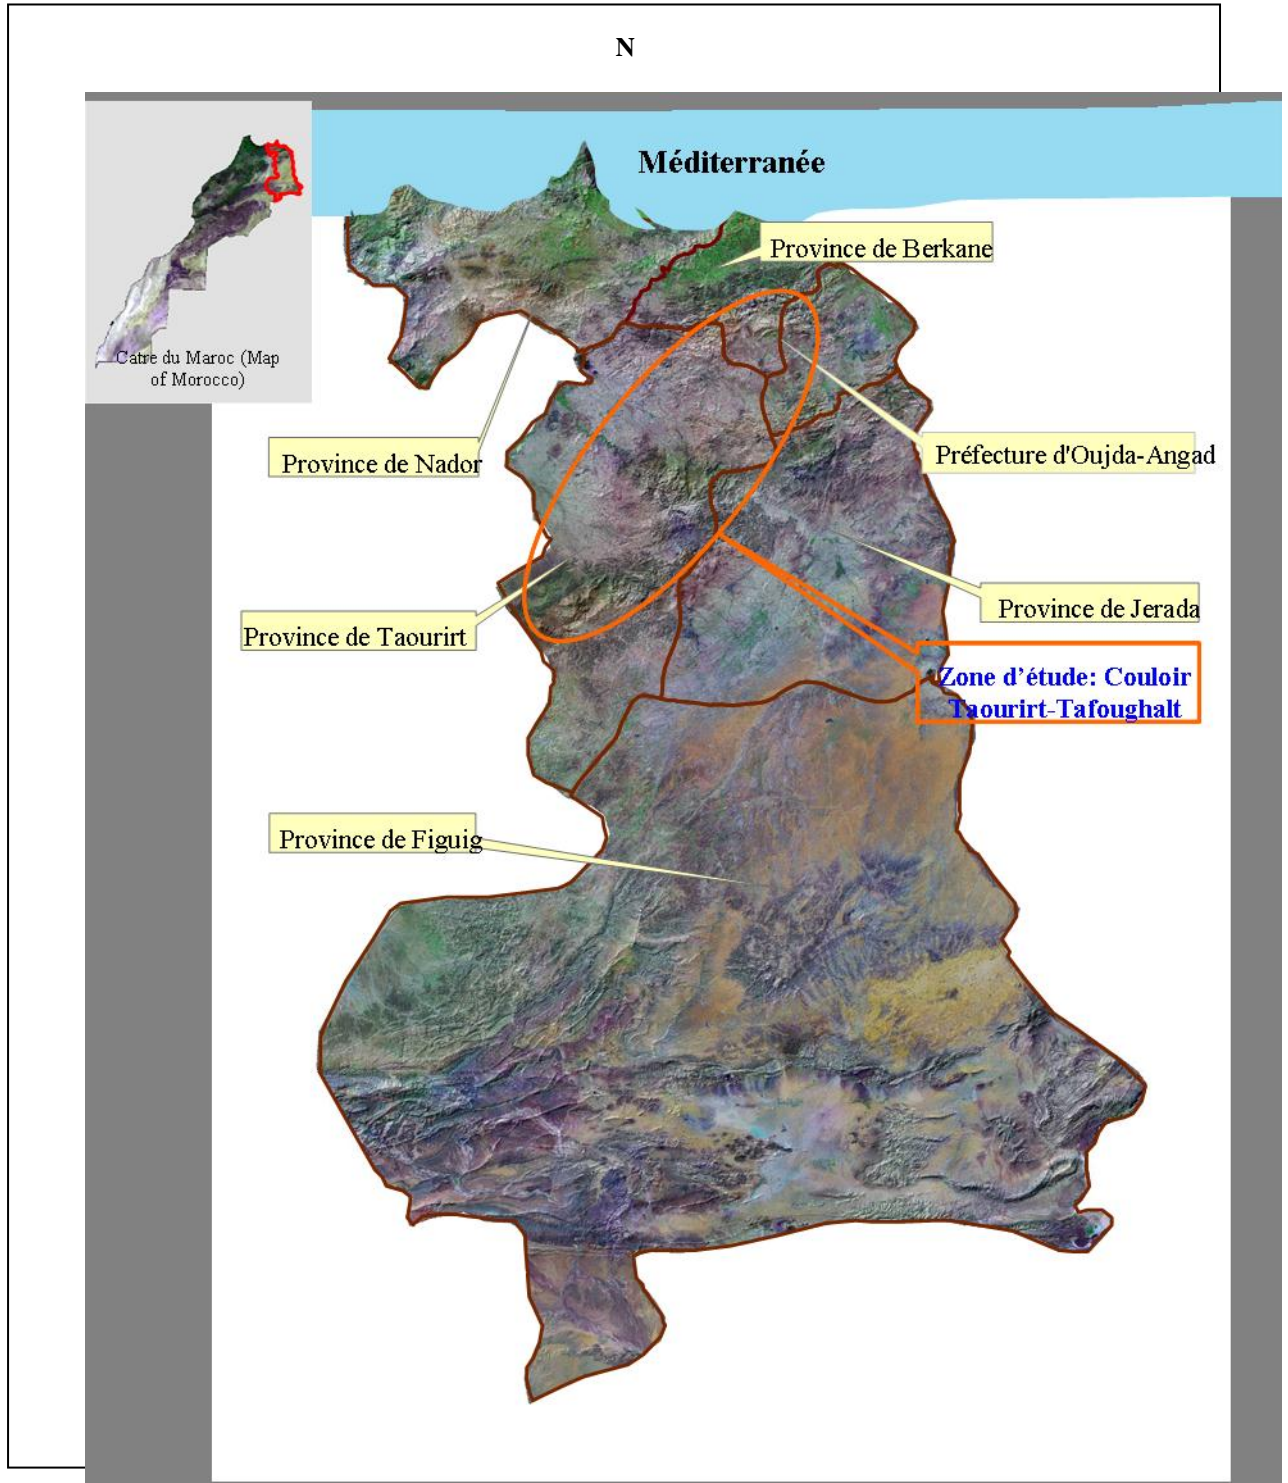 N
Méditerranée
Province de Berkane
Catre du Maroc (Map
of Morocco)
Province de Nador
Préfecture d'Oujda-Angad
Province de Jerada
Province de Taourirt
Zone d'étude: Couloir
Taourirt-Tafoughalt
Province de Figuig